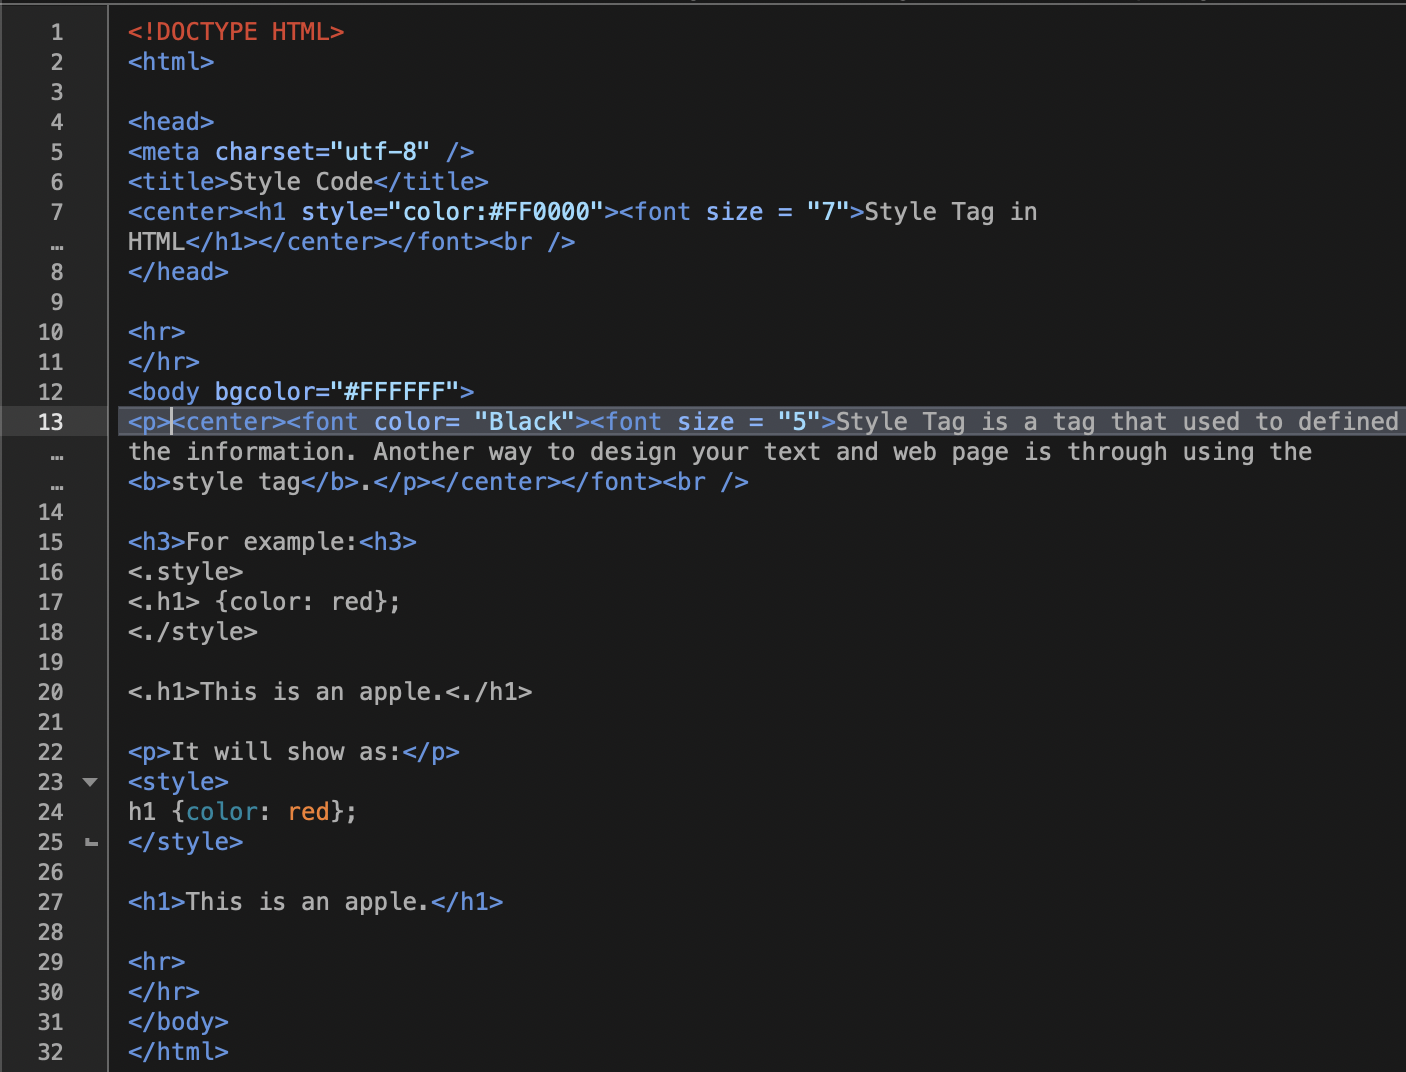 1 <!DOCTYPE HTML>
2 <html>
3
4 <head>
5 <meta charset="utf-8" />
6 <title>Style Code</title>
7 <center><h1 style="color:#FF0000"><font size = "7">Style Tag in
… HTML</h1></center></font><br />
8 </head>
9
10 <hr>
11 </hr>
12 <body bgcolor="#FFFFFF">
13 <p><center><font color= "Black"><font size = "5">Style Tag is a tag that used to defined
… the information. Another way to design your text and web page is through using the
… <b>style tag</b>.</p></center></font><br />
14
15 <h3>For example:<h3>
16 <.style>
17 <.h1> {color: red};
18 <./style>
19
20 <.h1>This is an apple.<./h1>
21
22 <p>It will show as:</p>
23 <style>
24 h1 {color: red};
25 </style>
26
27 <h1>This is an apple.</h1>
28
29 <hr>
30 </hr>
31 </body>
32 </html>